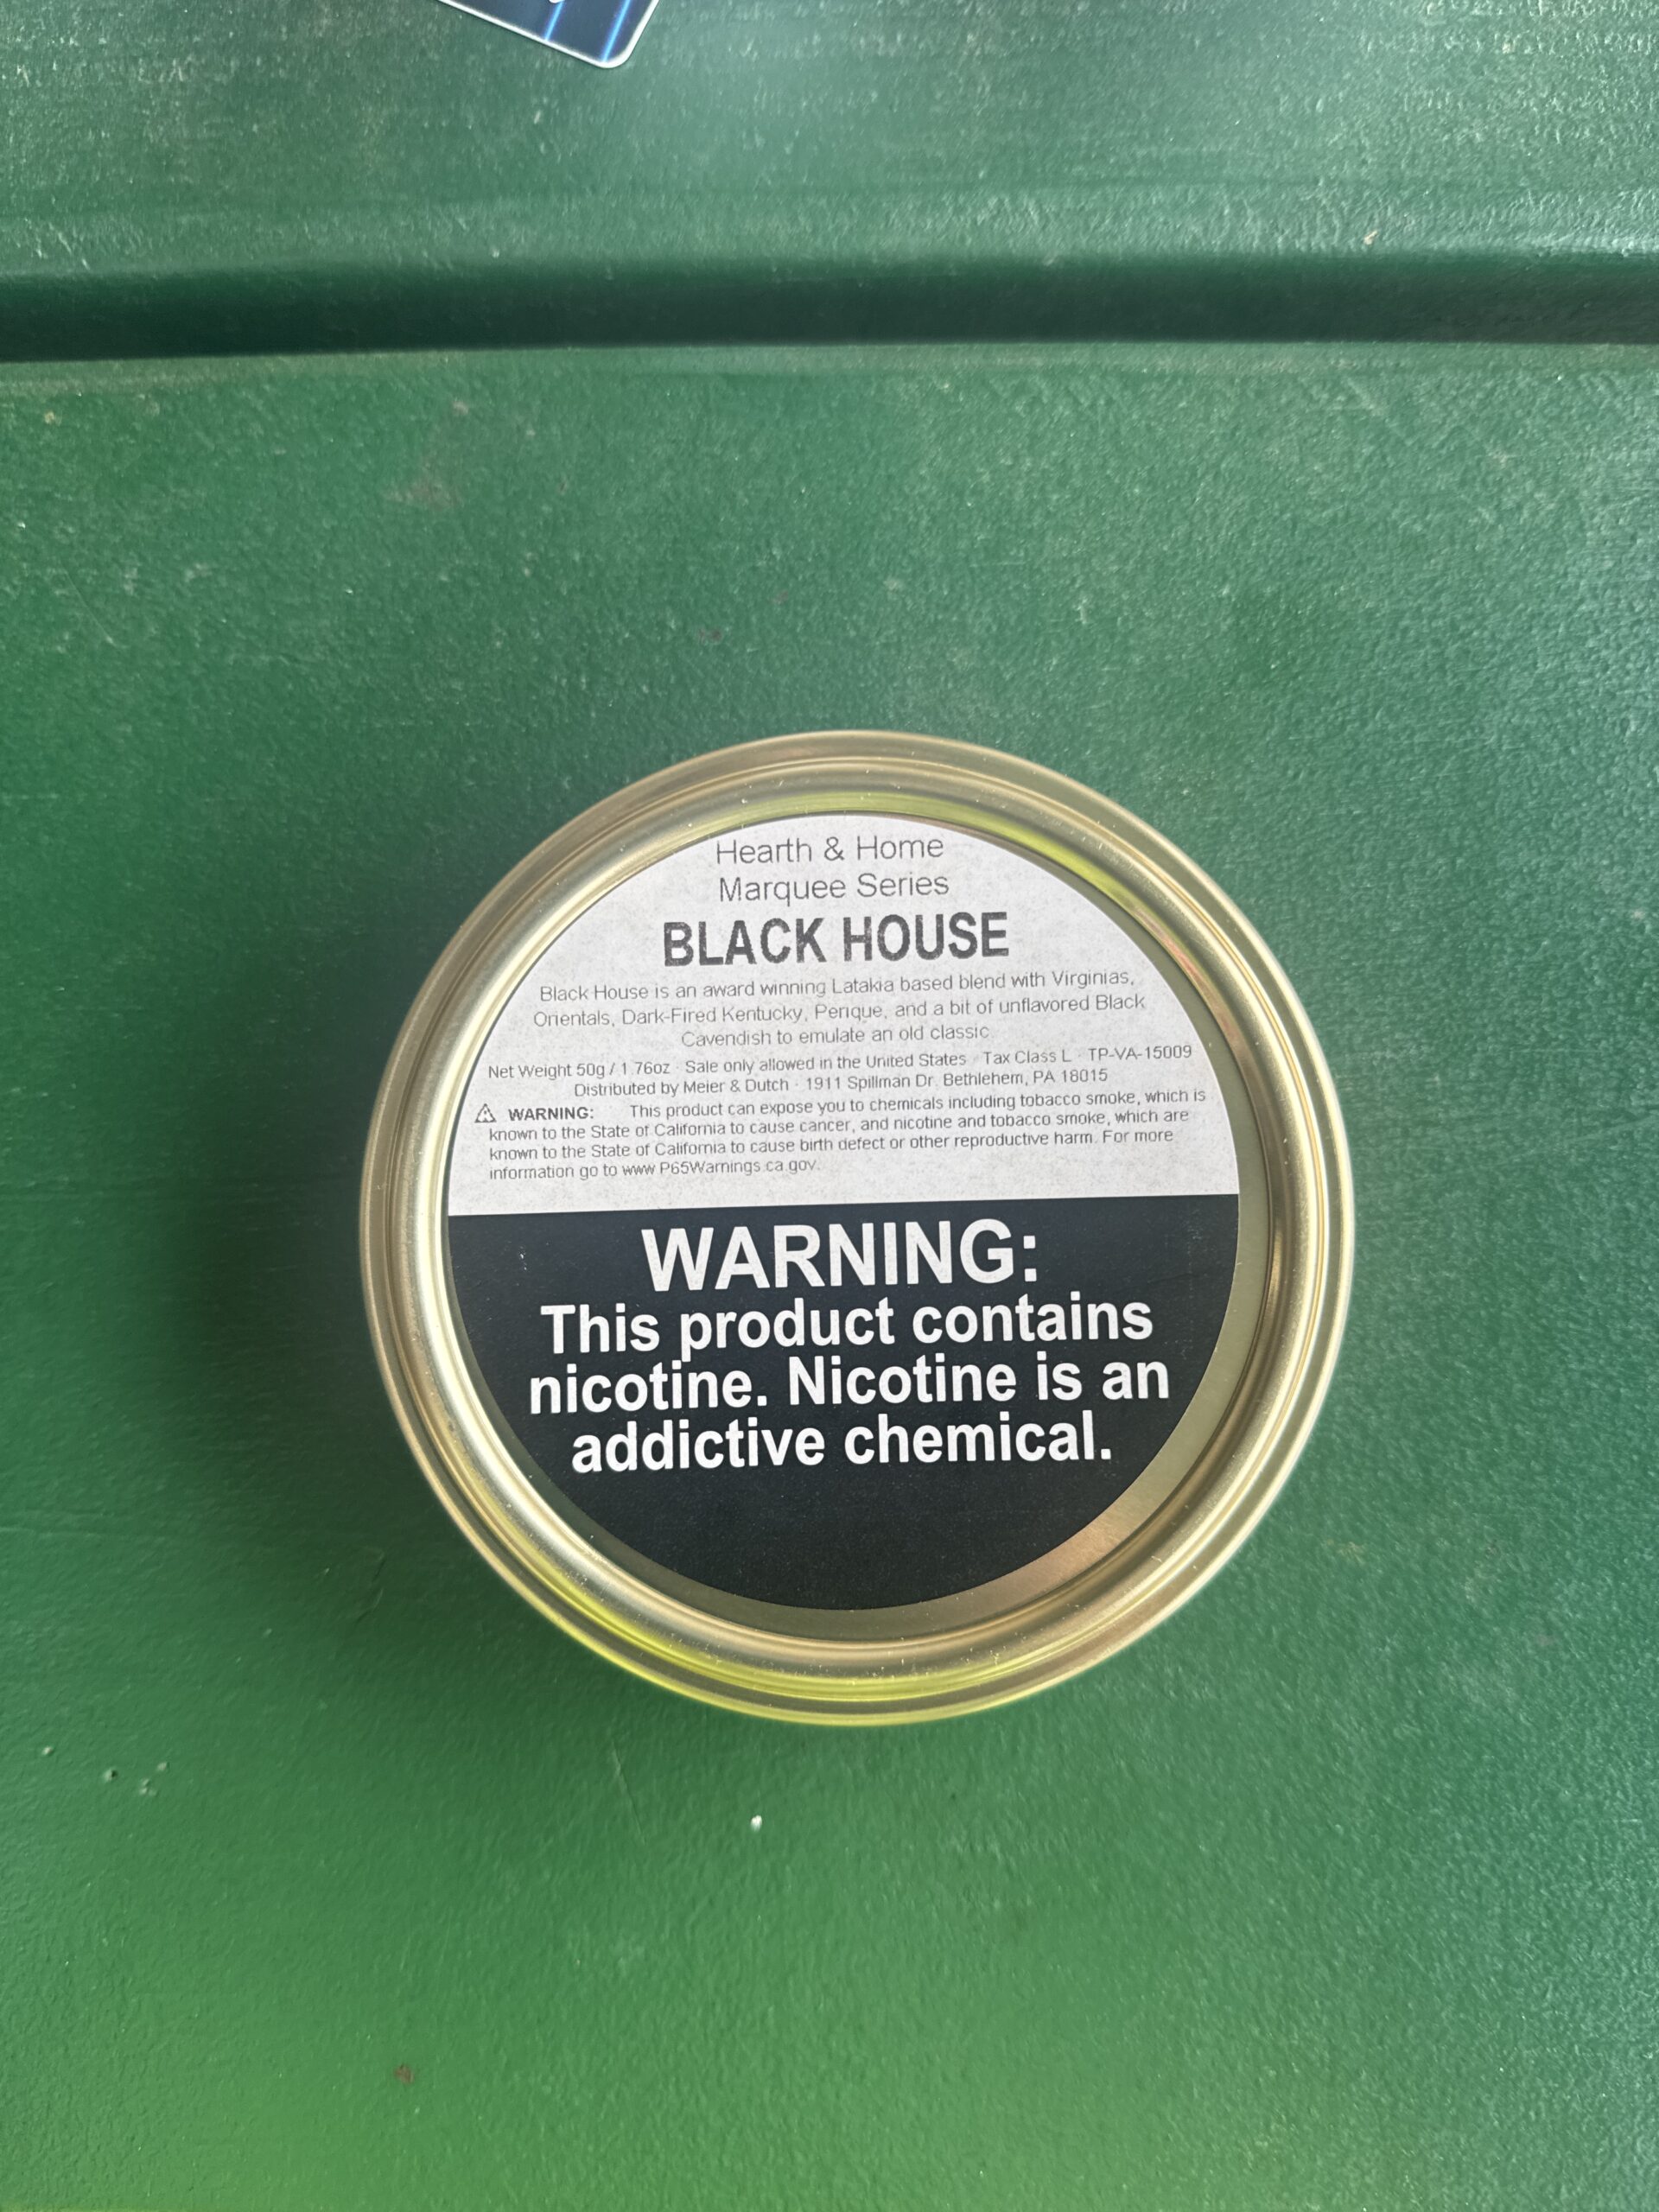 Hearth & Home
Marquee Series
BLACK HOUSE
Black House is an award winning Latakia based blend with Virginias,
Orientals, Dark-Fired Kentucky, Perique, and a bit of unflavored Black
Cavendish to emulate an old classic
Net Weight 50g / 1.76oz · Sale only allowed in the United States · Tax Class L · TP-VA-15009
Distributed by Meier & Dutch · 1911 Spillman Dr. Bethlehem, PA 18015
WARNING: This product can expose you to chemicals including tobacco smoke, which is
known to the State of California to cause cancer, and nicotine and tobacco smoke, which are
known to the State of California to cause birth defect or other reproductive harm. For more
information go to www.P65Warnings.ca.gov.
WARNING:
This product contains
nicotine. Nicotine is an
addictive chemical.